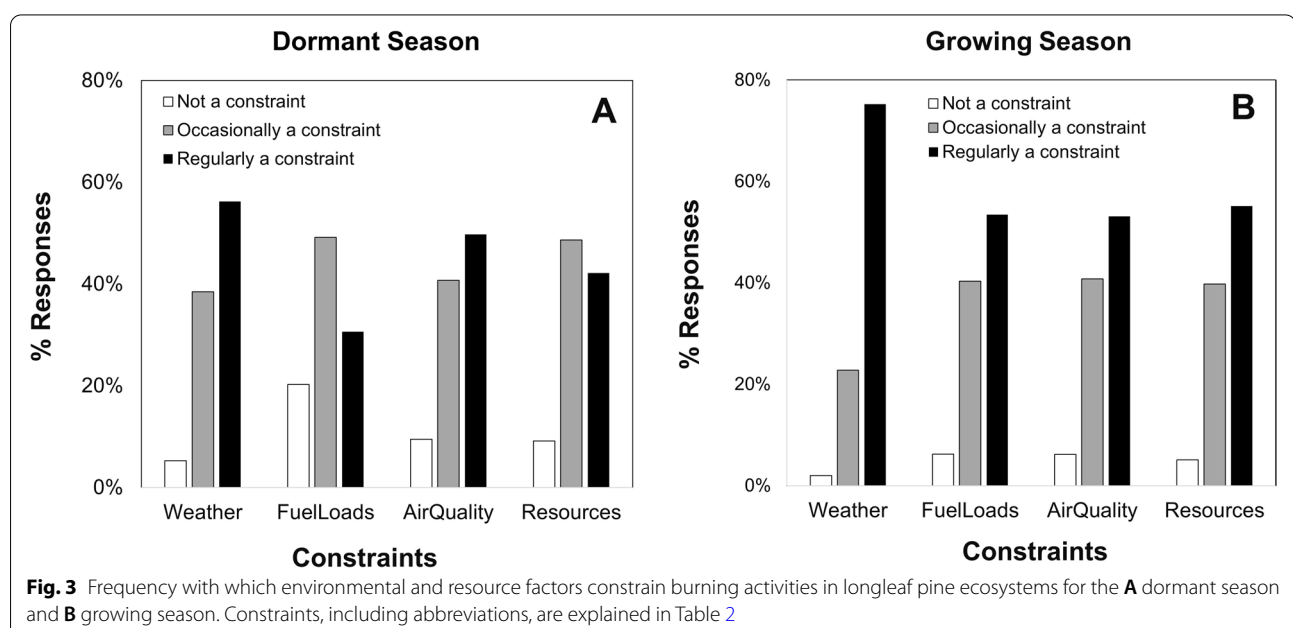 Dormant Season
80%
60%
40%
20%
0%
% Responses
Not a constraint
Occasionally a constraint
Regularly a constraint
A
Weather FuelLoads AirQuality Resources
Constraints
Growing Season
80%
60%
40%
20%
0%
% Responses
Not a constraint
Occasionally a constraint
Regularly a constraint
B
Weather FuelLoads AirQuality Resources
Constraints
Fig. 3 Frequency with which environmental and resource factors constrain burning activities in longleaf pine ecosystems for the A dormant season
and B growing season. Constraints, including abbreviations, are explained in Table 2